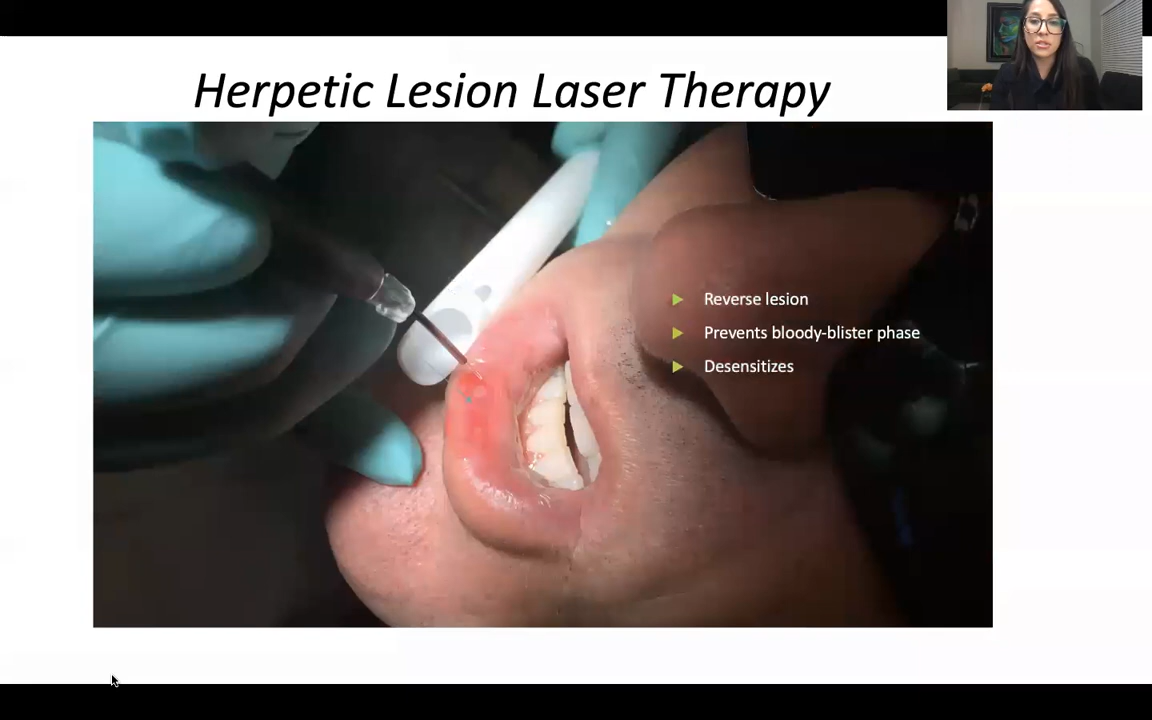 Herpetic Lesion Laser Therapy
Reverse lesion
Prevents bloody-blister phase
Desensitizes